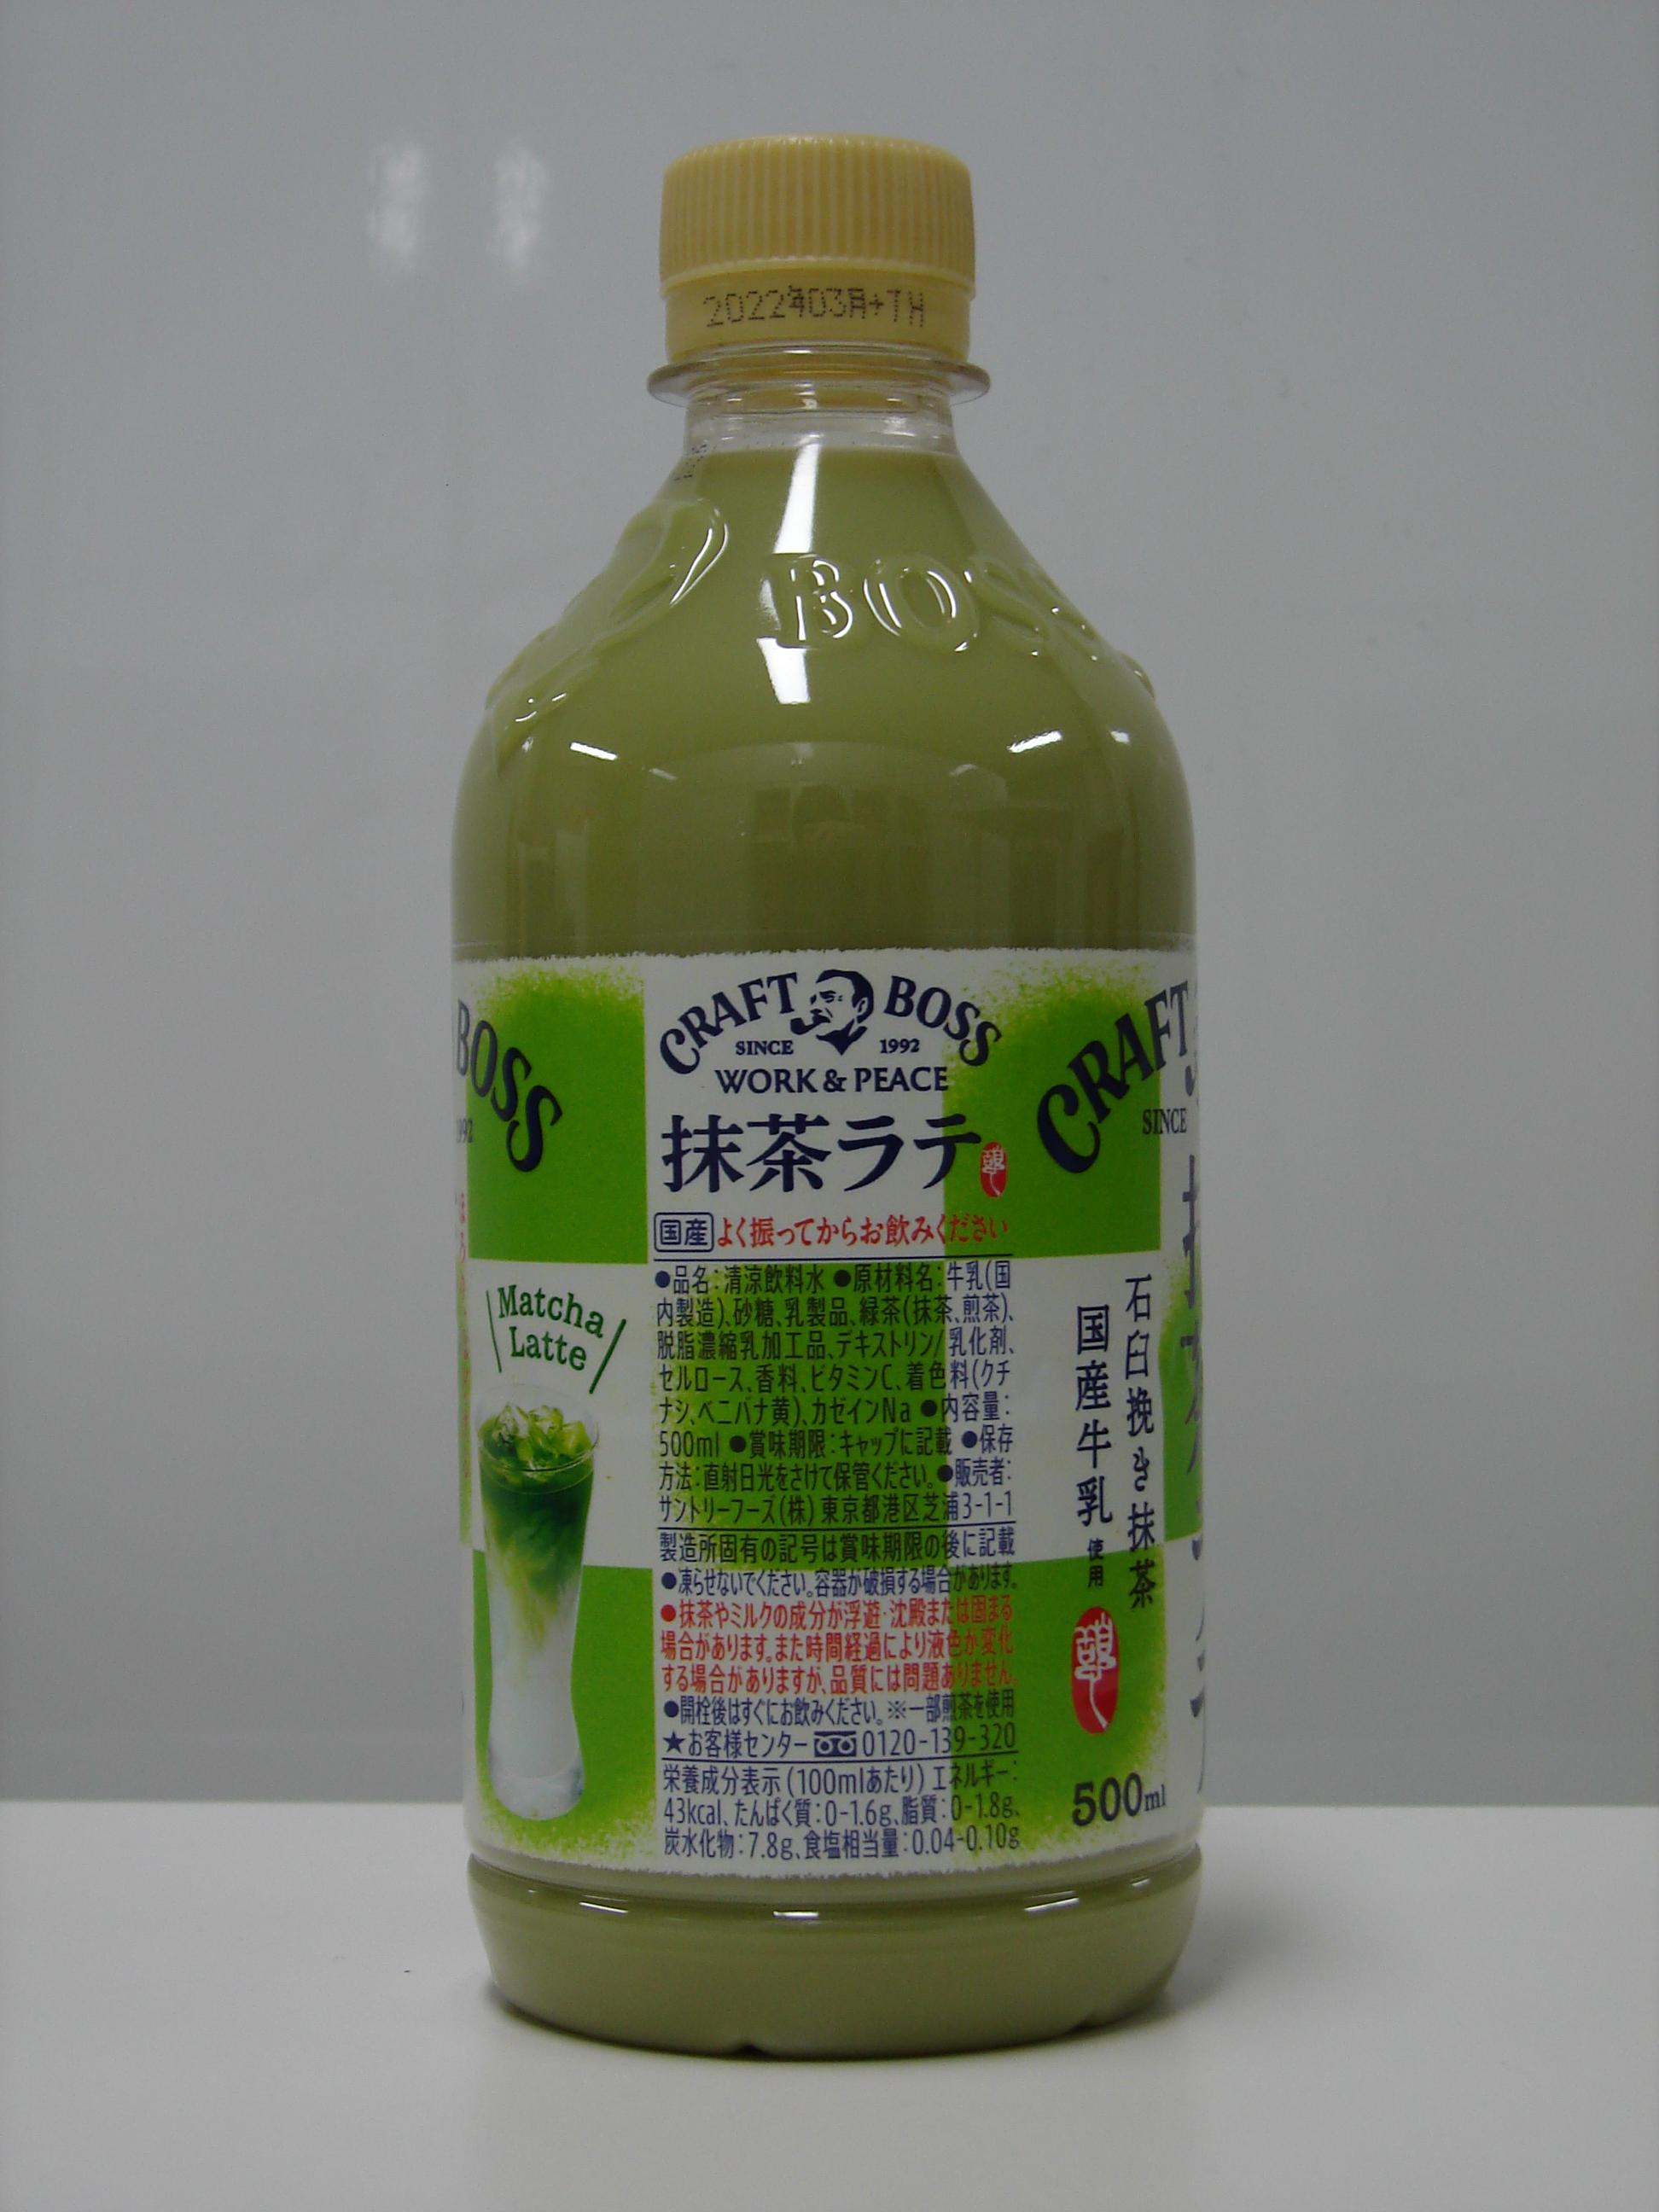 2022年03月+TH
BOSS
CRAFT BOSS
SINCE 1992
WORK & PEACE
抹茶ラテ
国産 よく振ってからお飲みください
●品名:清涼飲料水 ●原材料名:牛乳(国
内製造)、砂糖、乳製品、緑茶(抹茶、煎茶)、
脱脂濃縮乳加工品、デキストリン/乳化剤、
セルロース、香料、ビタミンC、着色料(クチ
ナシ、ベニバナ黄)、カゼインNa ●内容量:
500ml ●賞味期限:キャップに記載 ●保存
方法:直射日光をさけて保管ください。●販売者:
サントリーフーズ(株) 東京都港区芝浦3-1-1
製造所固有の記号は賞味期限の後に記載
●凍らせないでください。容器が破損する場合があります。
●抹茶やミルクの成分が浮遊・沈殿または固まる
場合があります。また時間経過により液色が変化
する場合がありますが、品質には問題ありません。
●開栓後はすぐにお飲みください。※一部煎茶を使用
★お客様センター 0120-139-320
栄養成分表示(100mlあたり)エネルギー:
43kcal、たんぱく質:0-1.6g、脂質:0-1.8g、
炭水化物:7.8g、食塩相当量:0.04-0.10g
BOSS
1992
Matcha
Latte
CRAFT
SINCE
石臼挽き抹茶
国産牛乳使用
500ml